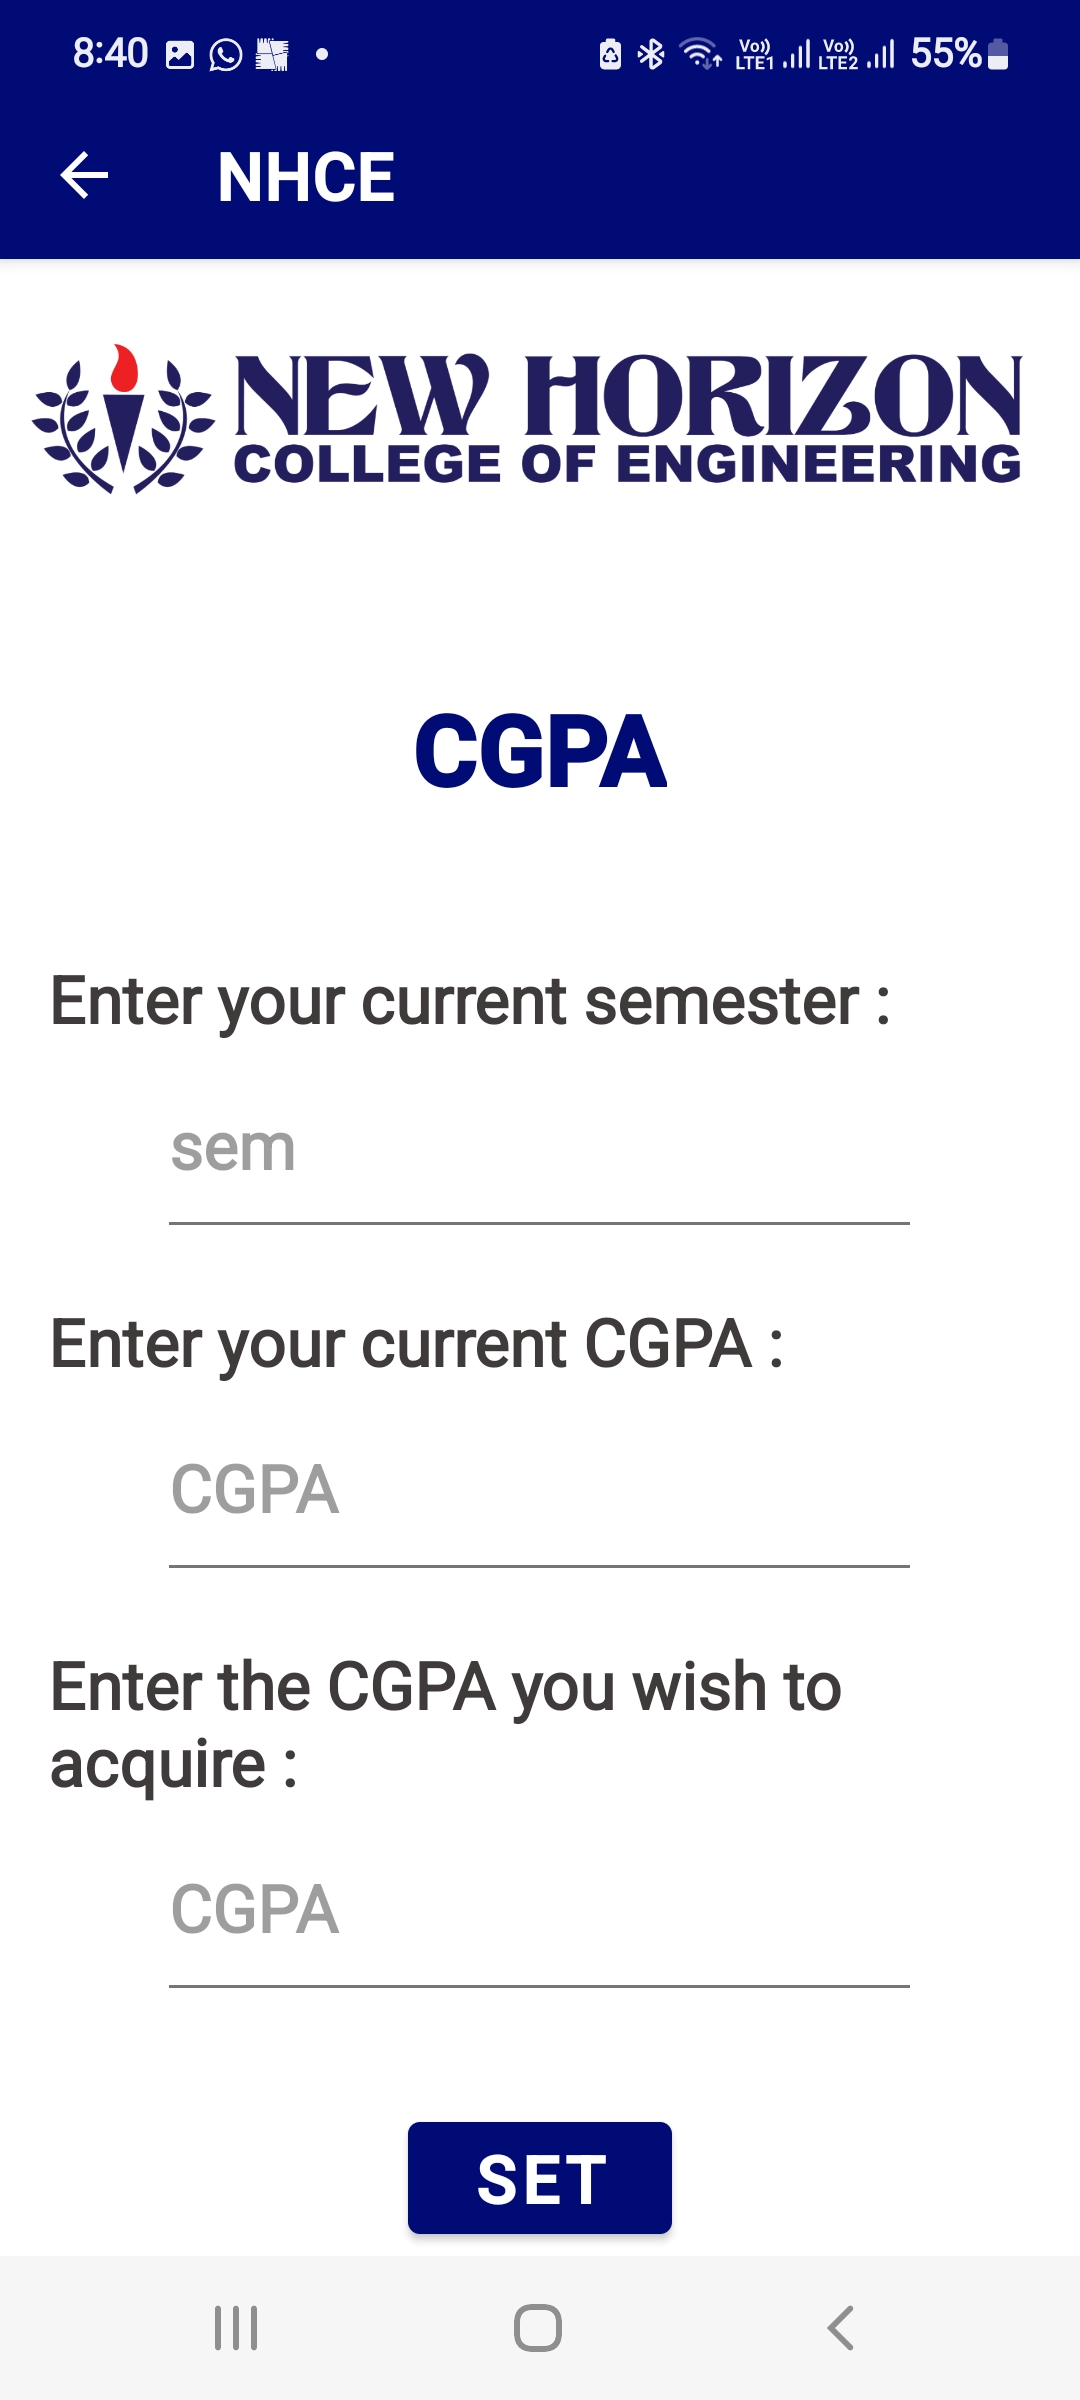 8:40 Vo)) LTE1 Vo)) LTE2 55%
NHCE
NEW HORIZON
COLLEGE OF ENGINEERING
CGPA
Enter your current semester :
sem
Enter your current CGPA :
CGPA
Enter the CGPA you wish to
acquire :
CGPA
SET